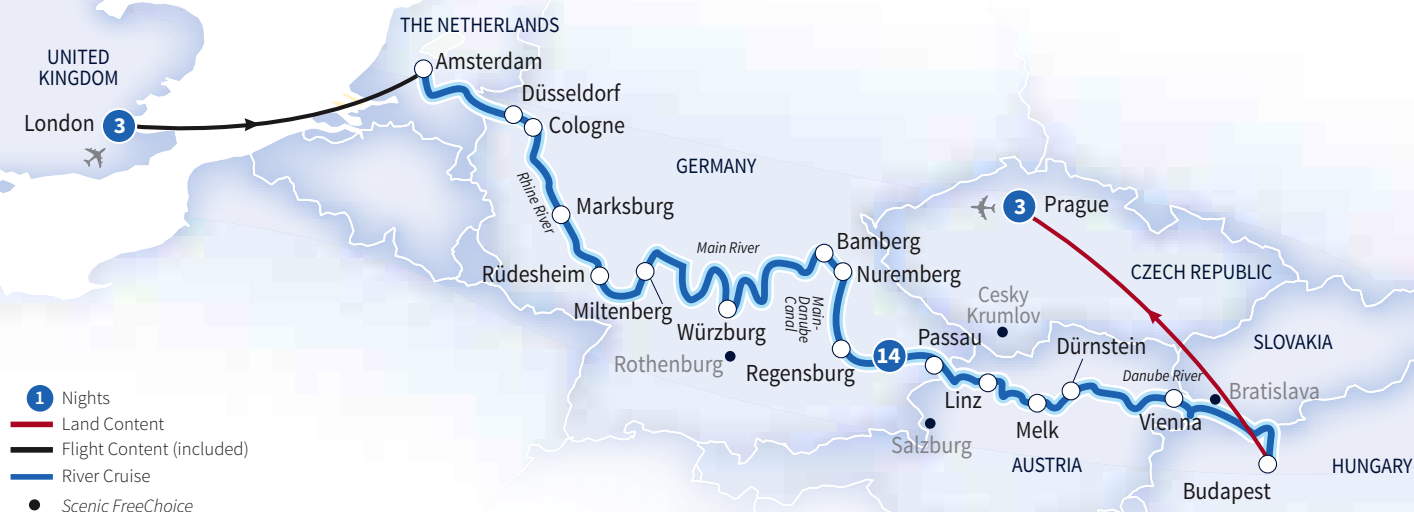 THE NETHERLANDS
UNITED
KINGDOM
Amsterdam
Düsseldorf
London 3
Cologne
GERMANY
Rhine River
Marksburg
3 Prague
Main River
Bamberg
Rüdesheim
Nuremberg
CZECH REPUBLIC
Miltenberg
Main-
Danube
Canal
Cesky
Krumlov
Würzburg
Passau
Dürnstein
SLOVAKIA
Rothenburg
Regensburg
14
Danube River
Linz
Bratislava
Melk
Vienna
Salzburg
AUSTRIA
HUNGARY
Budapest
1 Nights
Land Content
Flight Content (included)
River Cruise
Scenic FreeChoice